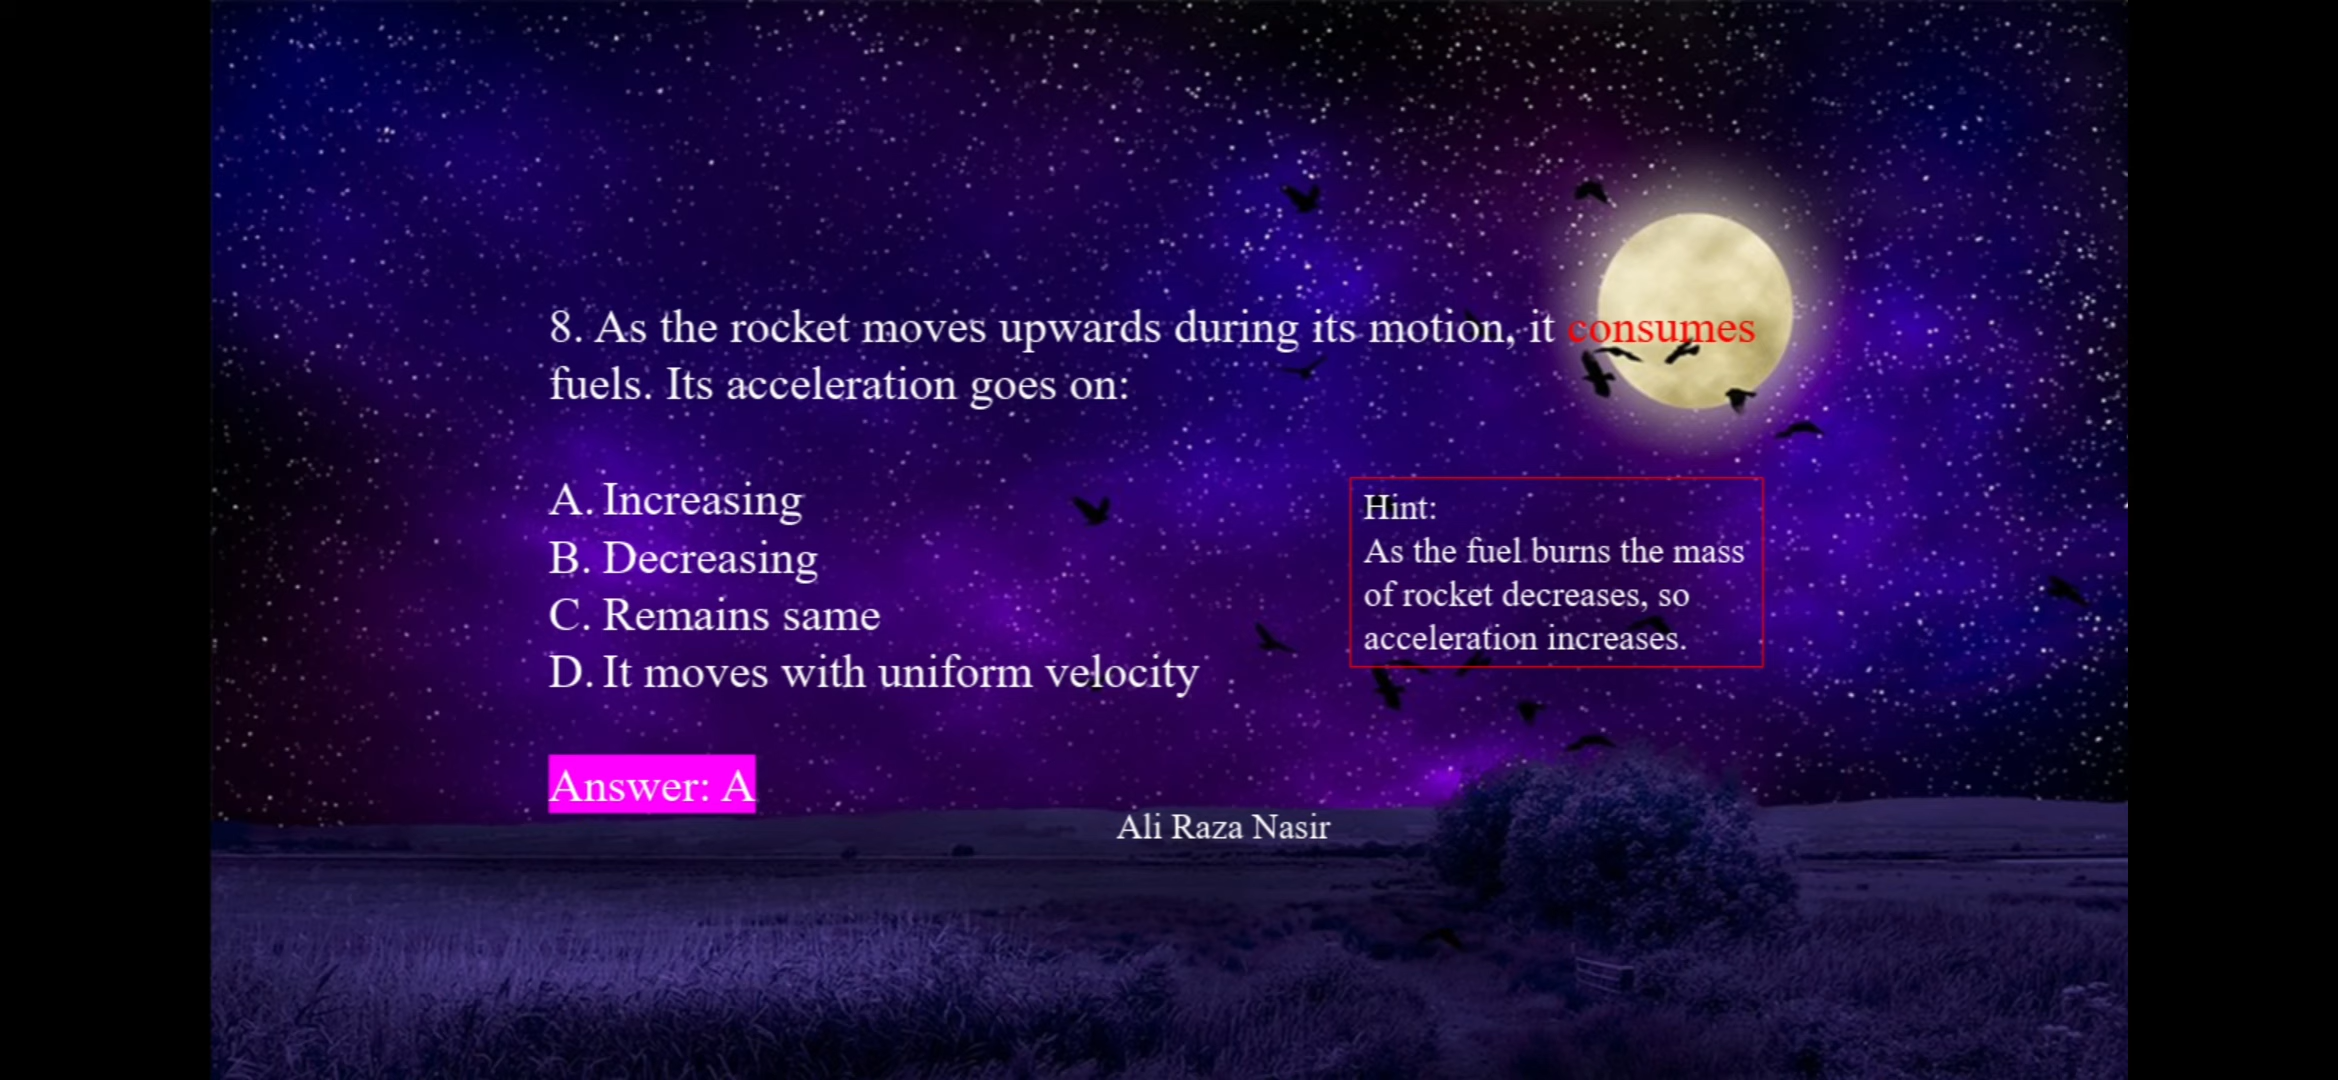 8. As the rocket moves upwards during its motion, it consumes
fuels. Its acceleration goes on:
A. Increasing
B. Decreasing
C. Remains same
D. It moves with uniform velocity
Hint:
As the fuel burns the mass
of rocket decreases, so
acceleration increases.
Answer: A
Ali Raza Nasir